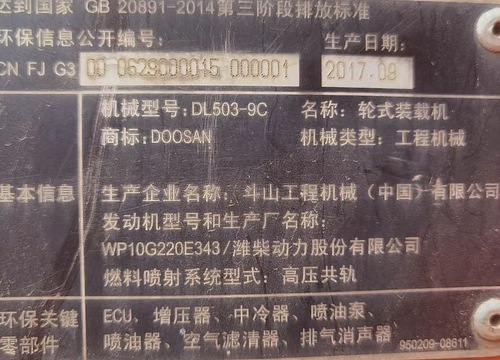 达到国家 GB 20891-2014第三阶段排放标准
环保信息公开编号: 生产日期:
CN FJ G3 00 0629000015 000001 2017.09
机械型号: DL503-9C 名称: 轮式装载机
商标: DOOSAN 机械类型: 工程机械
基本信息 生产企业名称: 斗山工程机械(中国)有限公司
发动机型号和生产厂名称:
WP10G220E343/潍柴动力股份有限公司
燃料喷射系统型式: 高压共轨
环保关键 ECU、增压器、中冷器、喷油泵、
零部件 喷油器、空气滤清器、排气消声器
950209-08611